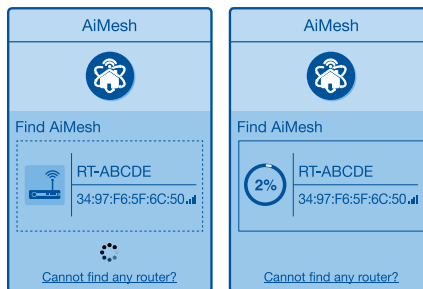 AiMesh
Find AiMesh
RT-ABCDE
34:97:F6:5F:6C:50
Cannot find any router?
AiMesh
Find AiMesh
2%
RT-ABCDE
34:97:F6:5F:6C:50
Cannot find any router?